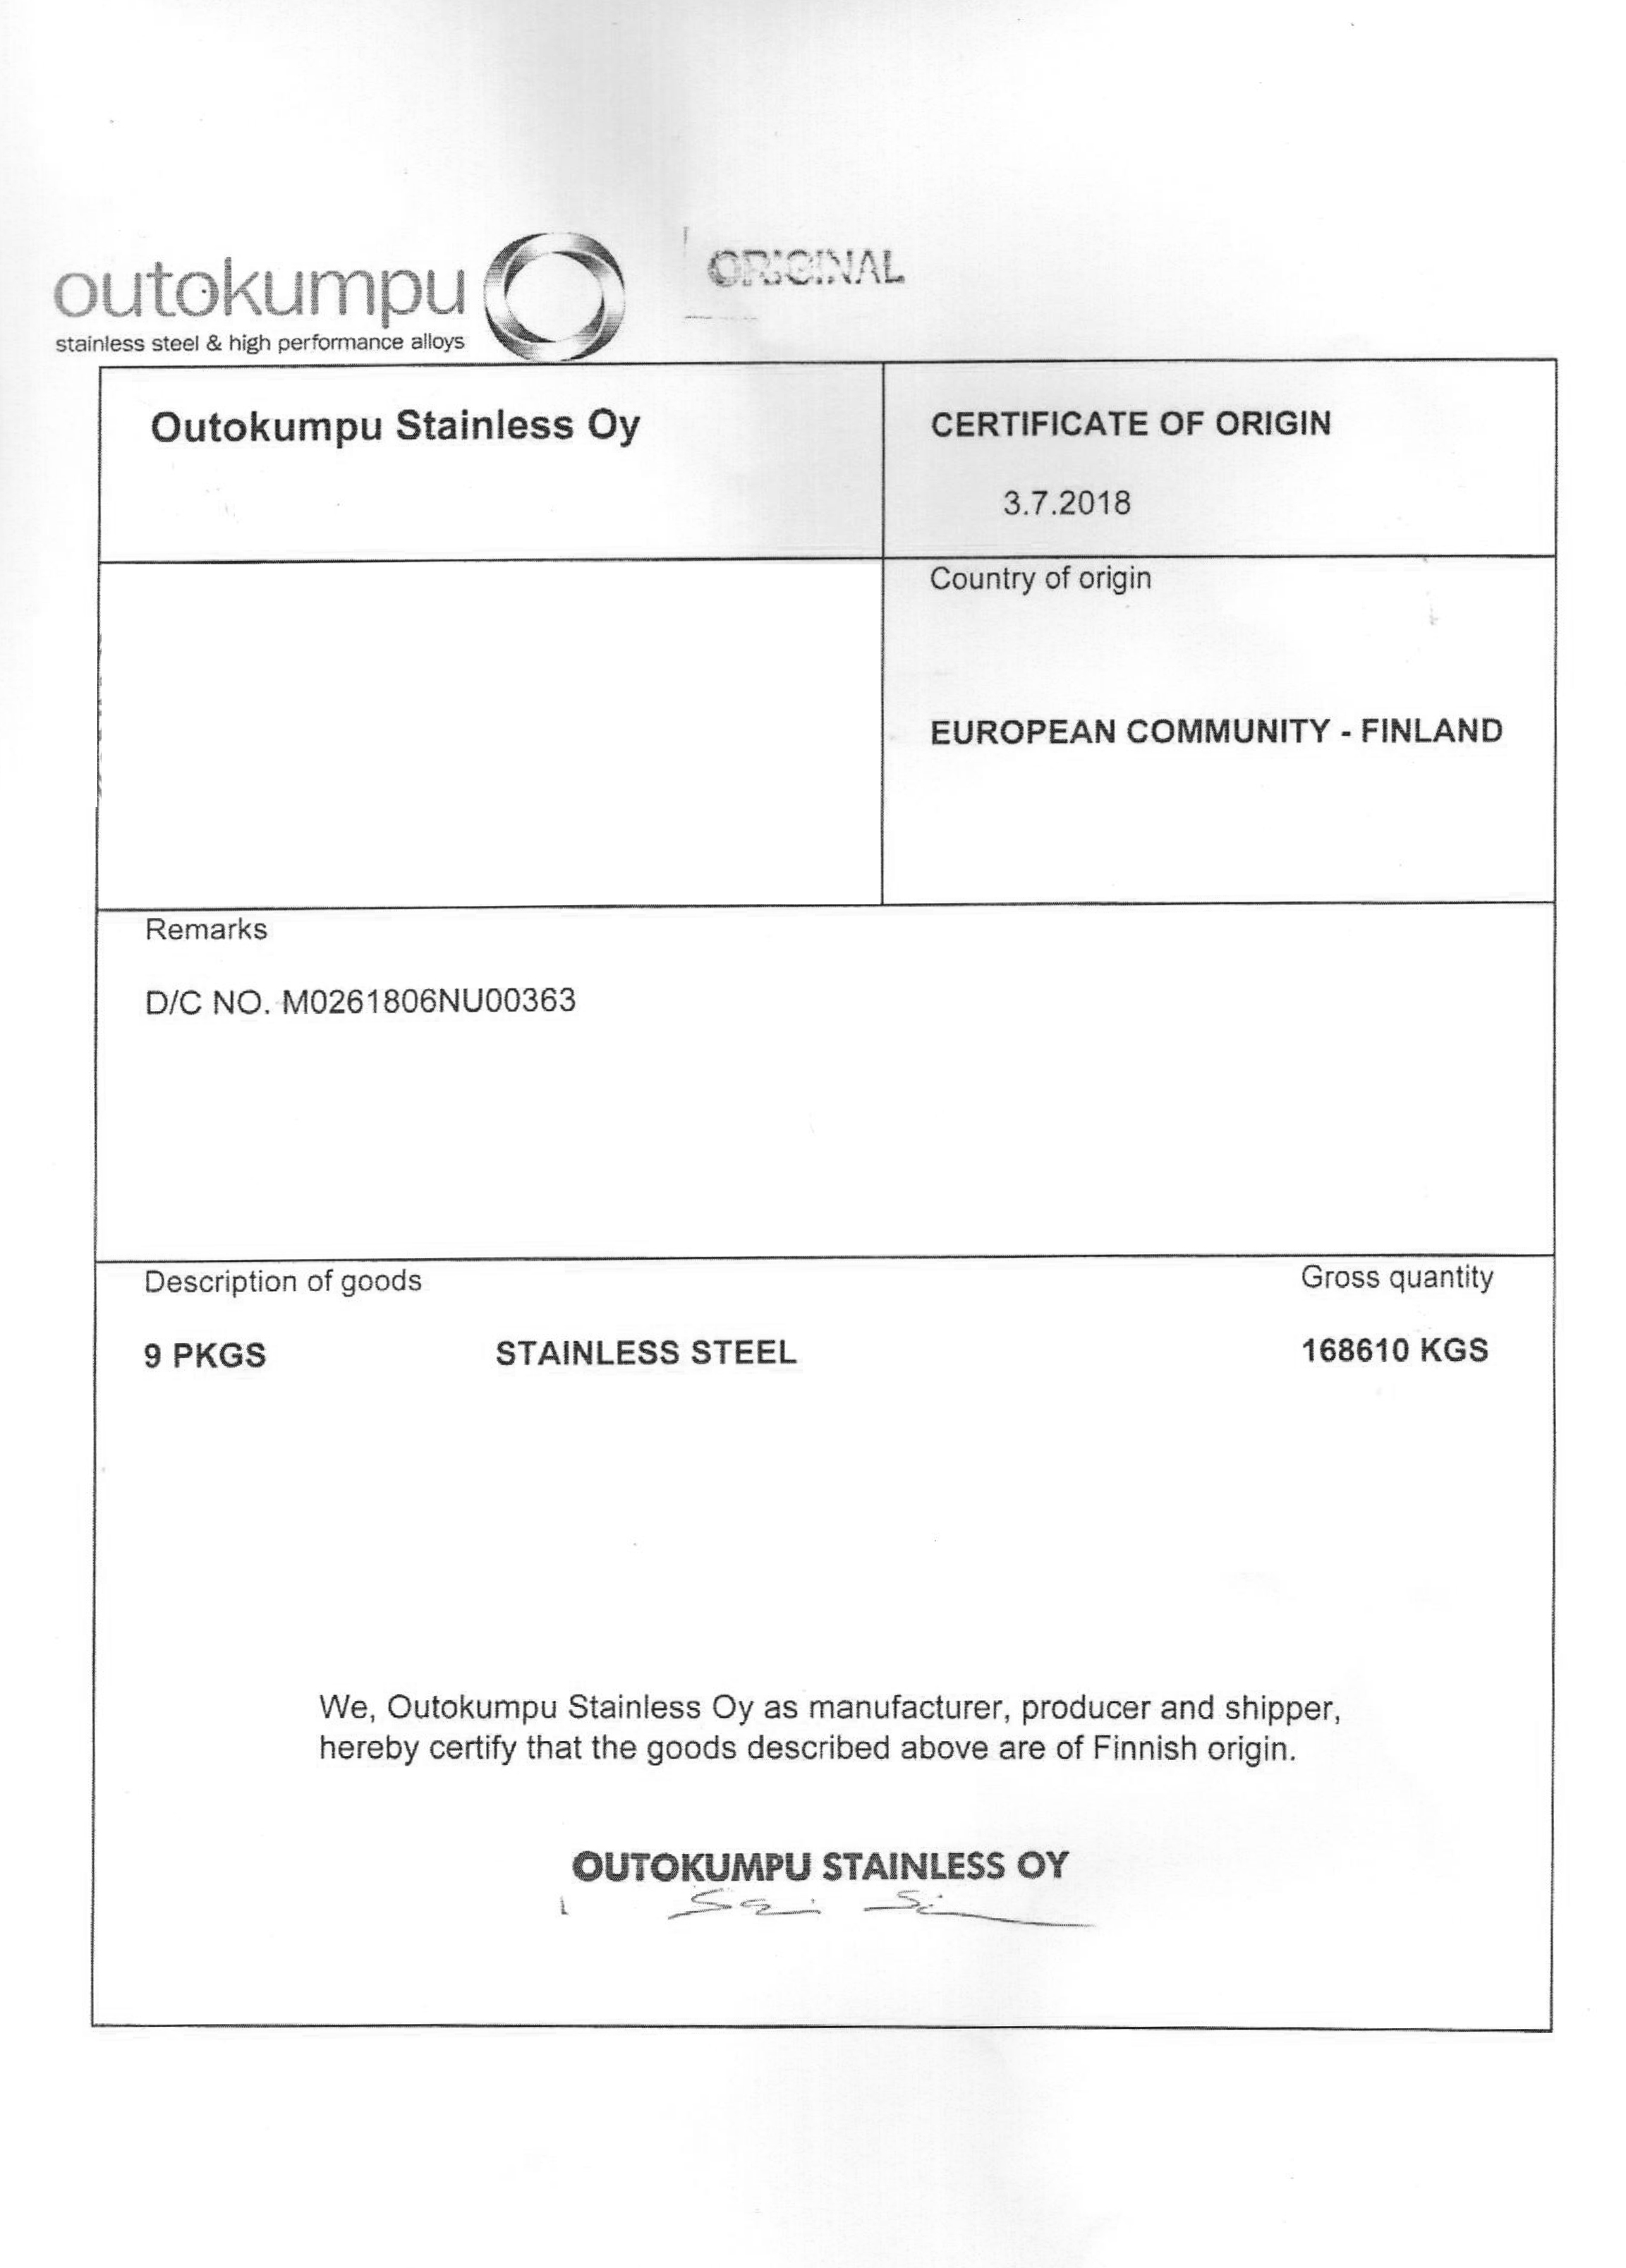 outokumpu
stainless steel & high performance alloys
ORIGINAL
Outokumpu Stainless Oy
CERTIFICATE OF ORIGIN
3.7.2018
Country of origin
EUROPEAN COMMUNITY - FINLAND
Remarks
D/C NO. M0261806NU00363
Description of goods
Gross quantity
9 PKGS STAINLESS STEEL 168610 KGS
We, Outokumpu Stainless Oy as manufacturer, producer and shipper,
hereby certify that the goods described above are of Finnish origin.
OUTOKUMPU STAINLESS OY